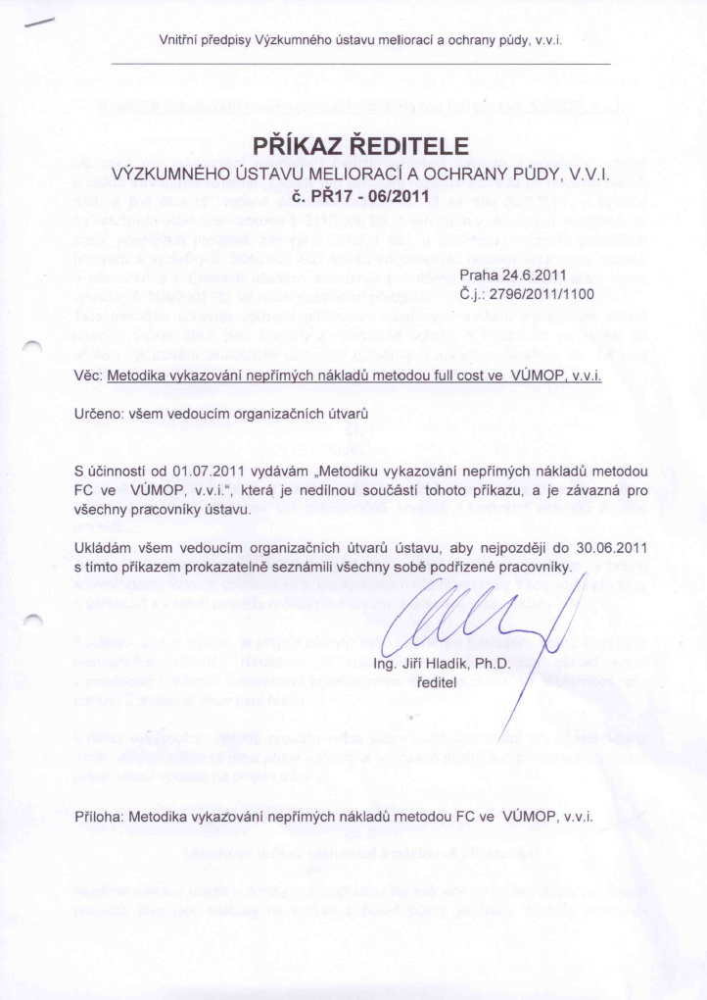 Vnitřní předpisy Výzkumného ústavu meliorací a ochrany půdy, v.v.i.
PŘÍKAZ ŘEDITELE
VÝZKUMNÉHO ÚSTAVU MELIORACÍ A OCHRANY PŮDY, V.V.I.
č. PŘ17 - 06/2011
Praha 24.6.2011
Č.j.: 2796/2011/1100
Věc: Metodika vykazování nepřímých nákladů metodou full cost ve VÚMOP, v.v.i.
Určeno: všem vedoucím organizačních útvarů
S účinností od 01.07.2011 vydávám „Metodiku vykazování nepřímých nákladů metodou
FC ve VÚMOP, v.v.i.“, která je nedílnou součástí tohoto příkazu, a je závazná pro
všechny pracovníky ústavu.
Ukládám všem vedoucím organizačních útvarů ústavu, aby nejpozději do 30.06.2011
s tímto příkazem prokazatelně seznámili všechny sobě podřízené pracovníky.
Ing. Jiří Hladík, Ph.D.
ředitel
Příloha: Metodika vykazování nepřímých nákladů metodou FC ve VÚMOP, v.v.i.